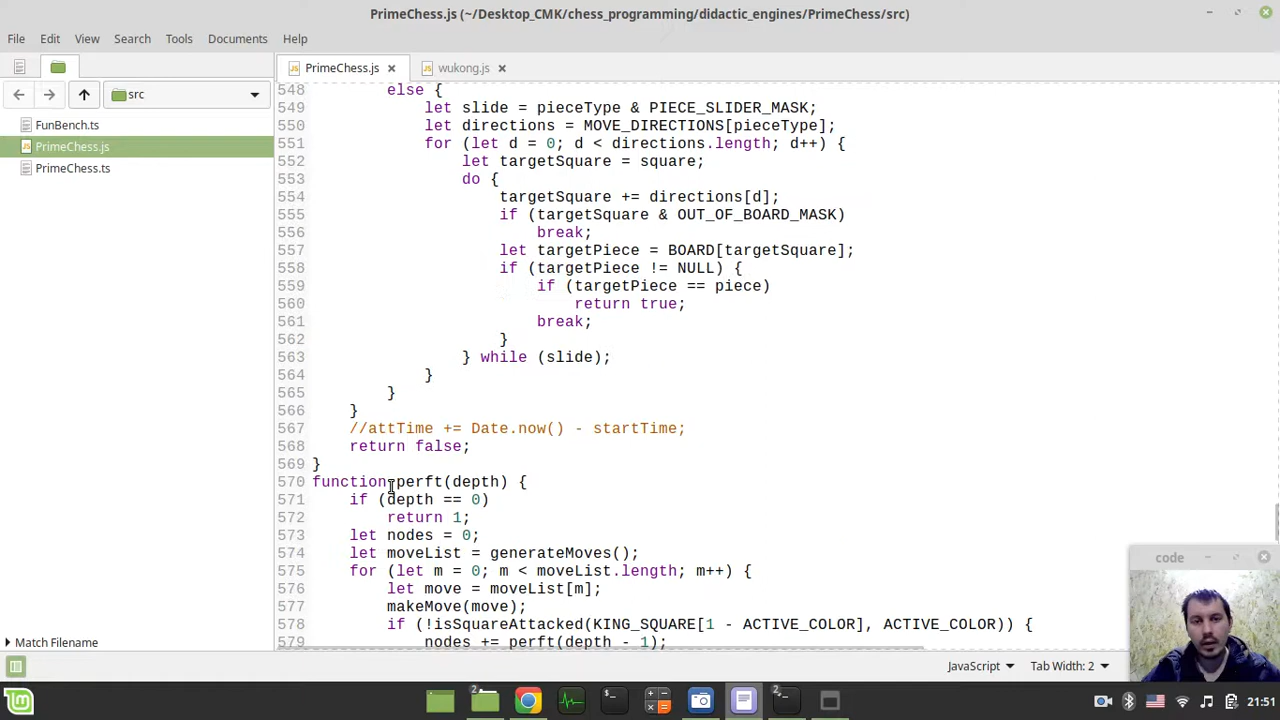 PrimeChess.js (~/Desktop_CMK/chess_programming/didactic_engines/PrimeChess/src)
File Edit View Search Tools Documents Help
PrimeChess.js wukong.js
src
FunBench.ts
PrimeChess.js
PrimeChess.ts
548 else {
549 let slide = pieceType & PIECE_SLIDER_MASK;
550 let directions = MOVE_DIRECTIONS[pieceType];
551 for (let d = 0; d < directions.length; d++) {
552 let targetSquare = square;
553 do {
554 targetSquare += directions[d];
555 if (targetSquare & OUT_OF_BOARD_MASK)
556 break;
557 let targetPiece = BOARD[targetSquare];
558 if (targetPiece != NULL) {
559 if (targetPiece == piece)
560 return true;
561 break;
562 }
563 } while (slide);
564 }
565 }
566 }
567 //attTime += Date.now() - startTime;
568 return false;
569 }
570 function perft(depth) {
571 if (depth == 0)
572 return 1;
573 let nodes = 0;
574 let moveList = generateMoves();
575 for (let m = 0; m < moveList.length; m++) {
576 let move = moveList[m];
577 makeMove(move);
578 if (!isSquareAttacked(KING_SQUARE[1 - ACTIVE_COLOR], ACTIVE_COLOR)) {
579 nodes += perft(depth - 1);
Match Filename
code
JavaScript Tab Width: 2
2 2 21:51